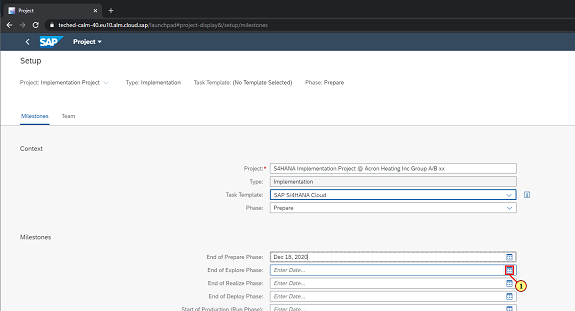 Project
teched-calm-40.eu10.alm.cloud.sap/launchpad#project-display&/setup/milestones
SAP Project
Setup
Project: Implementation Project Type: Implementation Task Template: (No Template Selected) Phase: Prepare
Milestones Team
Context
Project:* S4HANA Implementation Project @ Acron Heating Inc Group A/B xx
Type: Implementation
Task Template: SAP S/4HANA Cloud
Phase: Prepare
Milestones
End of Prepare Phase: Dec 18, 2020
End of Explore Phase: Enter Date...
End of Realize Phase: Enter Date...
1
End of Deploy Phase: Enter Date...
Start of Production (Run Phase): Enter Date...